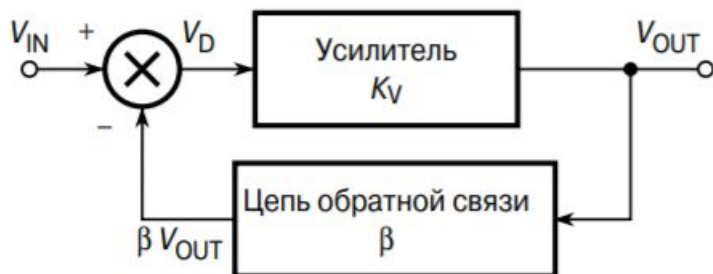 V_IN
+
V_D
Усилитель
K_V
V_OUT
−
Цепь обратной связи
β
β V_OUT